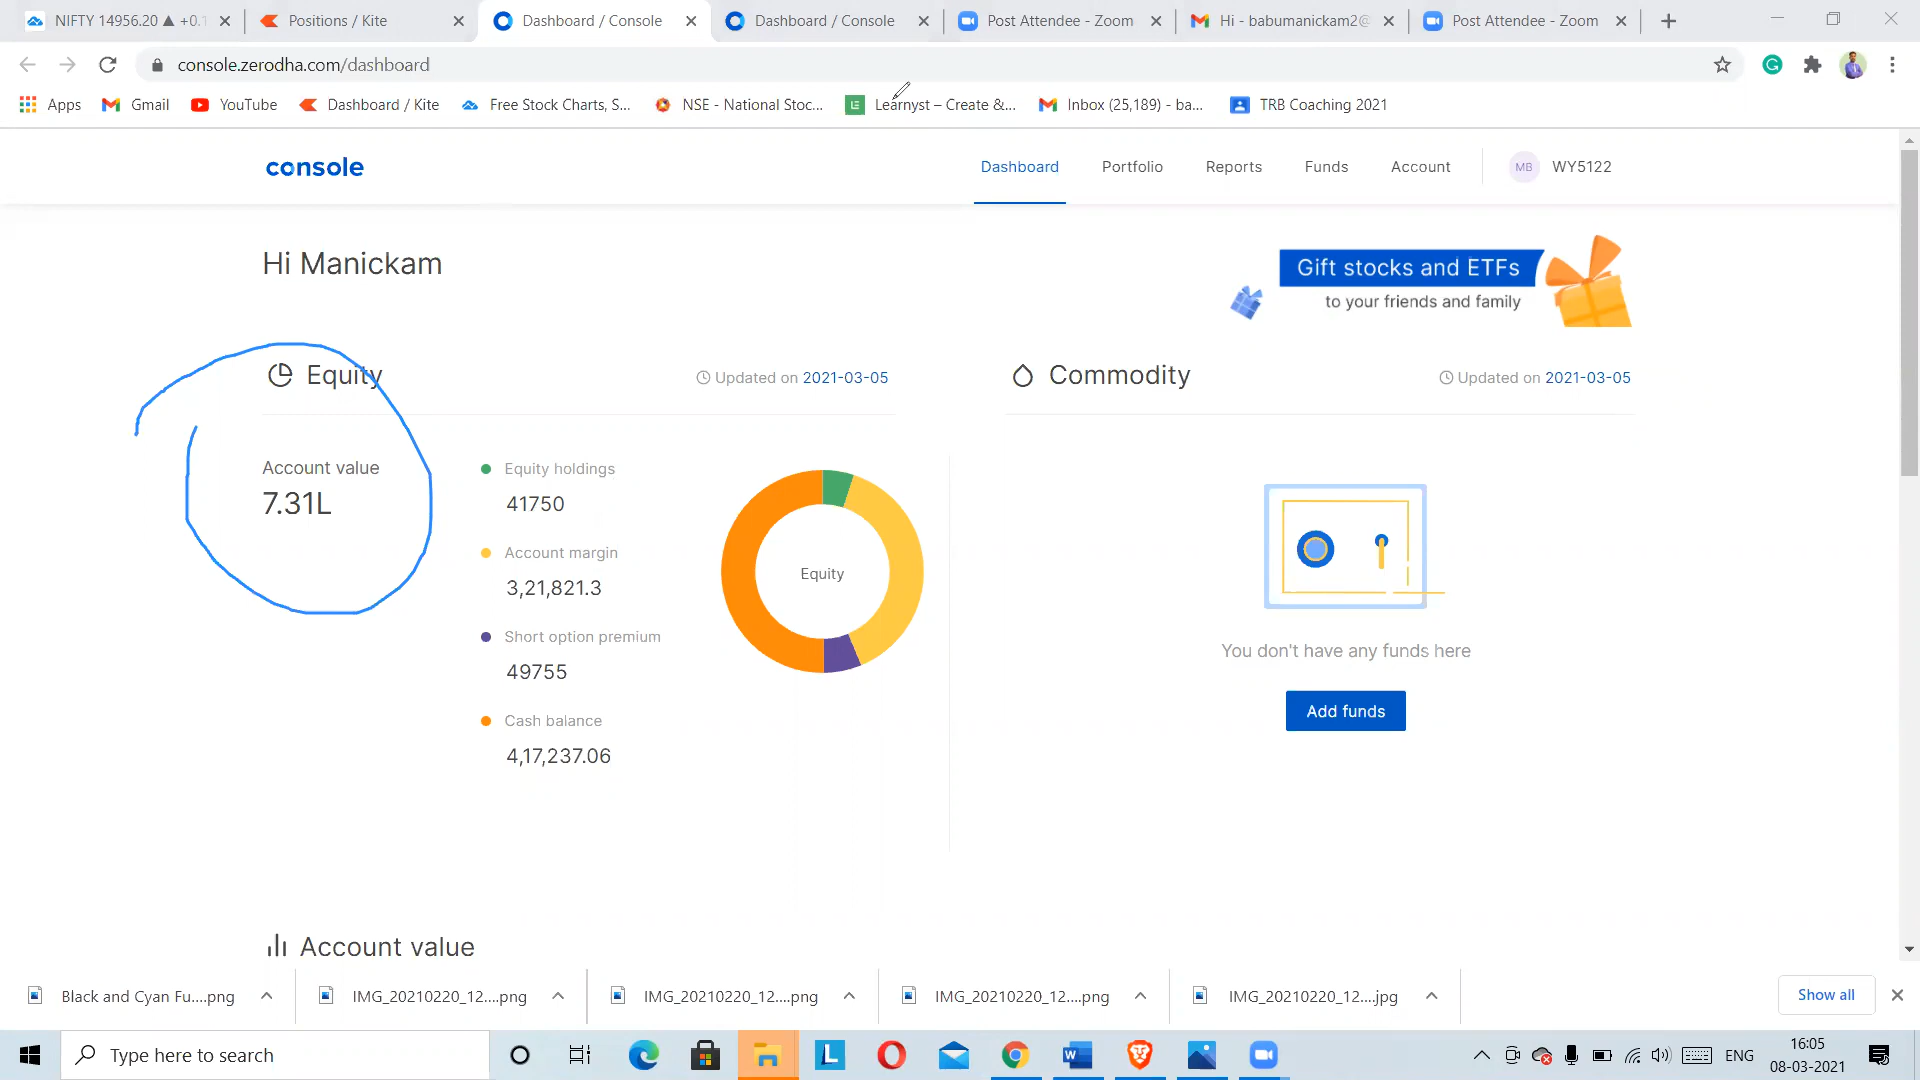 NIFTY 14956.20 ▲ +0.1
Positions / Kite
Dashboard / Console
Dashboard / Console
Post Attendee - Zoom
Hi - babumanickam2@
Post Attendee - Zoom
console.zerodha.com/dashboard
Apps
Gmail
YouTube
Dashboard / Kite
Free Stock Charts, S...
NSE - National Stoc...
Learnyst – Create &...
Inbox (25,189) - ba...
TRB Coaching 2021
console
Dashboard
Portfolio
Reports
Funds
Account
MB
WY5122
Hi Manickam
Gift stocks and ETFs
to your friends and family
Equity
Updated on 2021-03-05
Commodity
Updated on 2021-03-05
Account value
7.31L
Equity holdings
41750
Account margin
3,21,821.3
Short option premium
49755
Cash balance
4,17,237.06
Equity
You don't have any funds here
Add funds
Account value
Black and Cyan Fu....png
IMG_20210220_12....png
IMG_20210220_12....png
IMG_20210220_12....png
IMG_20210220_12....jpg
Show all
Type here to search
ENG
16:05
08-03-2021